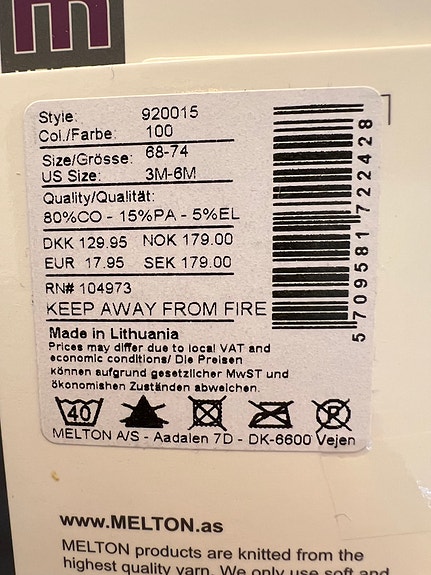 Style: 920015
Col./Farbe: 100
Size/Grösse: 68-74
US Size: 3M-6M
Quality/Qualität:
80%CO - 15%PA - 5%EL
DKK 129.95 NOK 179.00
EUR 17.95 SEK 179.00
RN# 104973
KEEP AWAY FROM FIRE
Made in Lithuania
Prices may differ due to local VAT and
economic conditions/ Die Preisen
können aufgrund gesetzlicher MwST und
ökonomishen Zuständen abweichen.
40
P
MELTON A/S - Aadalen 7D - DK-6600 Vejen
5 709581 722428
www.MELTON.as
MELTON products are knitted from the
highest quality yarn. We only use soft and